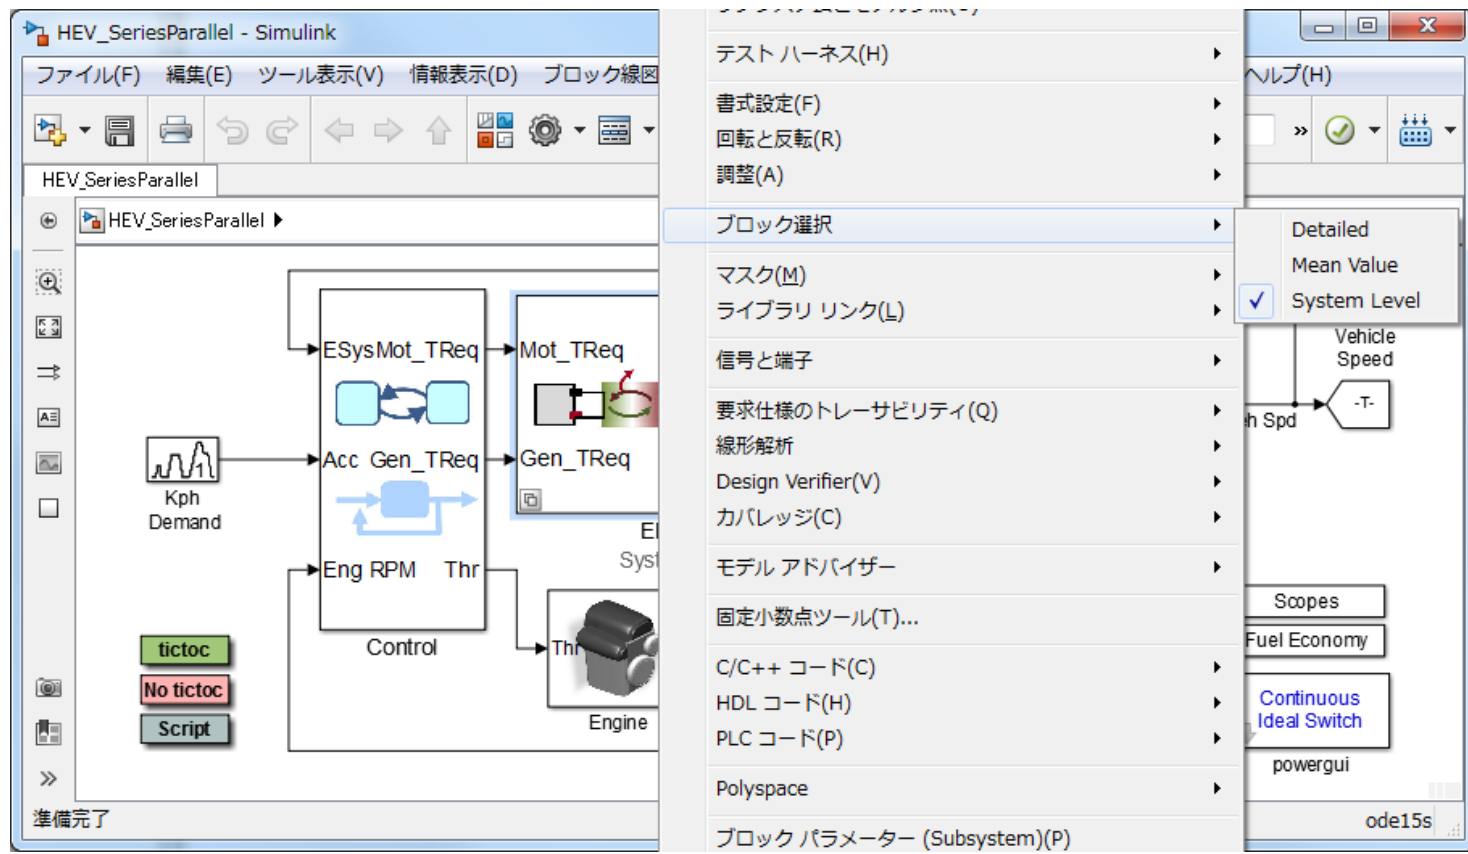 HEV_SeriesParallel - Simulink
ファイル(F) 編集(E) ツール表示(V) 情報表示(D) ブロック線図
ヘルプ(H)
HEV_SeriesParallel
HEV_SeriesParallel
テスト ハーネス(H)
書式設定(F)
回転と反転(R)
調整(A)
ブロック選択
マスク(M)
ライブラリ リンク(L)
信号と端子
要求仕様のトレーサビリティ(Q)
線形解析
Design Verifier(V)
カバレッジ(C)
モデル アドバイザー
固定小数点ツール(T)...
C/C++ コード(C)
HDL コード(H)
PLC コード(P)
Polyspace
ブロック パラメーター (Subsystem)(P)
Detailed
Mean Value
System Level
ESys Mot_TReq
Acc Gen_TReq
Eng RPM Thr
Control
Mot_TReq
Gen_TReq
El
Syst
Kph
Demand
Thr
Engine
tictoc
No tictoc
Script
Vehicle
Speed
-T-
h Spd
Scopes
Fuel Economy
Continuous
Ideal Switch
powergui
準備完了
ode15s